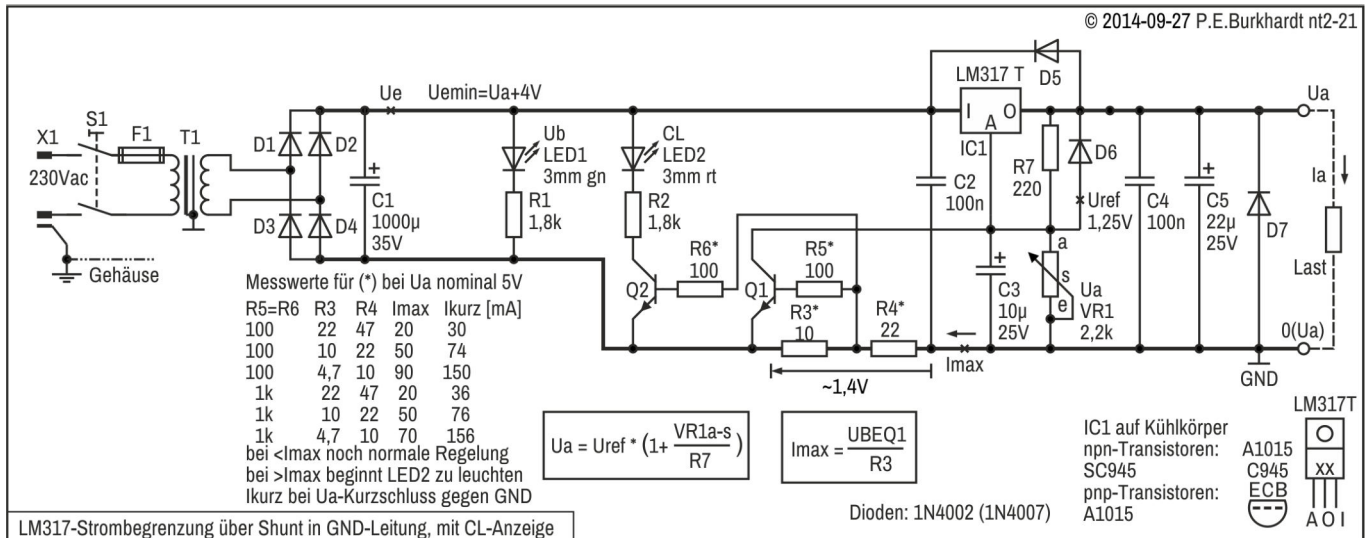 © 2014-09-27 P.E.Burkhardt nt2-21
LM317 T
D5
Ue
Uemin=Ua+4V
Ua
I
O
A
IC1
X1
S1
F1
T1
D1
D2
Ub
LED1
3mm gn
CL
LED2
3mm rt
R7
220
D6
Ia
230Vac
+
C1
1000µ
35V
R1
1,8k
R2
1,8k
C2
100n
Uref
1,25V
C4
100n
+
C5
22µ
25V
D7
D3
D4
R6*
100
R5*
100
a
s
e
Last
Gehäuse
Q2
Q1
R3*
10
R4*
22
+
C3
10µ
25V
Ua
VR1
2,2k
0(Ua)
Imax
GND
~1,4V
Messwerte für (*) bei Ua nominal 5V
R5=R6 R3 R4 Imax Ikurz [mA]
100 22 47 20 30
100 10 22 50 74
100 4,7 10 90 150
1k 22 47 20 36
1k 10 22 50 76
1k 4,7 10 70 156
bei <Imax noch normale Regelung
bei >Imax beginnt LED2 zu leuchten
Ikurz bei Ua-Kurzschluss gegen GND
Ua = Uref * (1+ VR1a-s
R7 )
Imax = UBEQ1
R3
IC1 auf Kühlkörper
npn-Transistoren: A1015
SC945 C945
pnp-Transistoren: ECB
A1015
LM317T
XX
A O I
Dioden: 1N4002 (1N4007)
LM317-Strombegrenzung über Shunt in GND-Leitung, mit CL-Anzeige